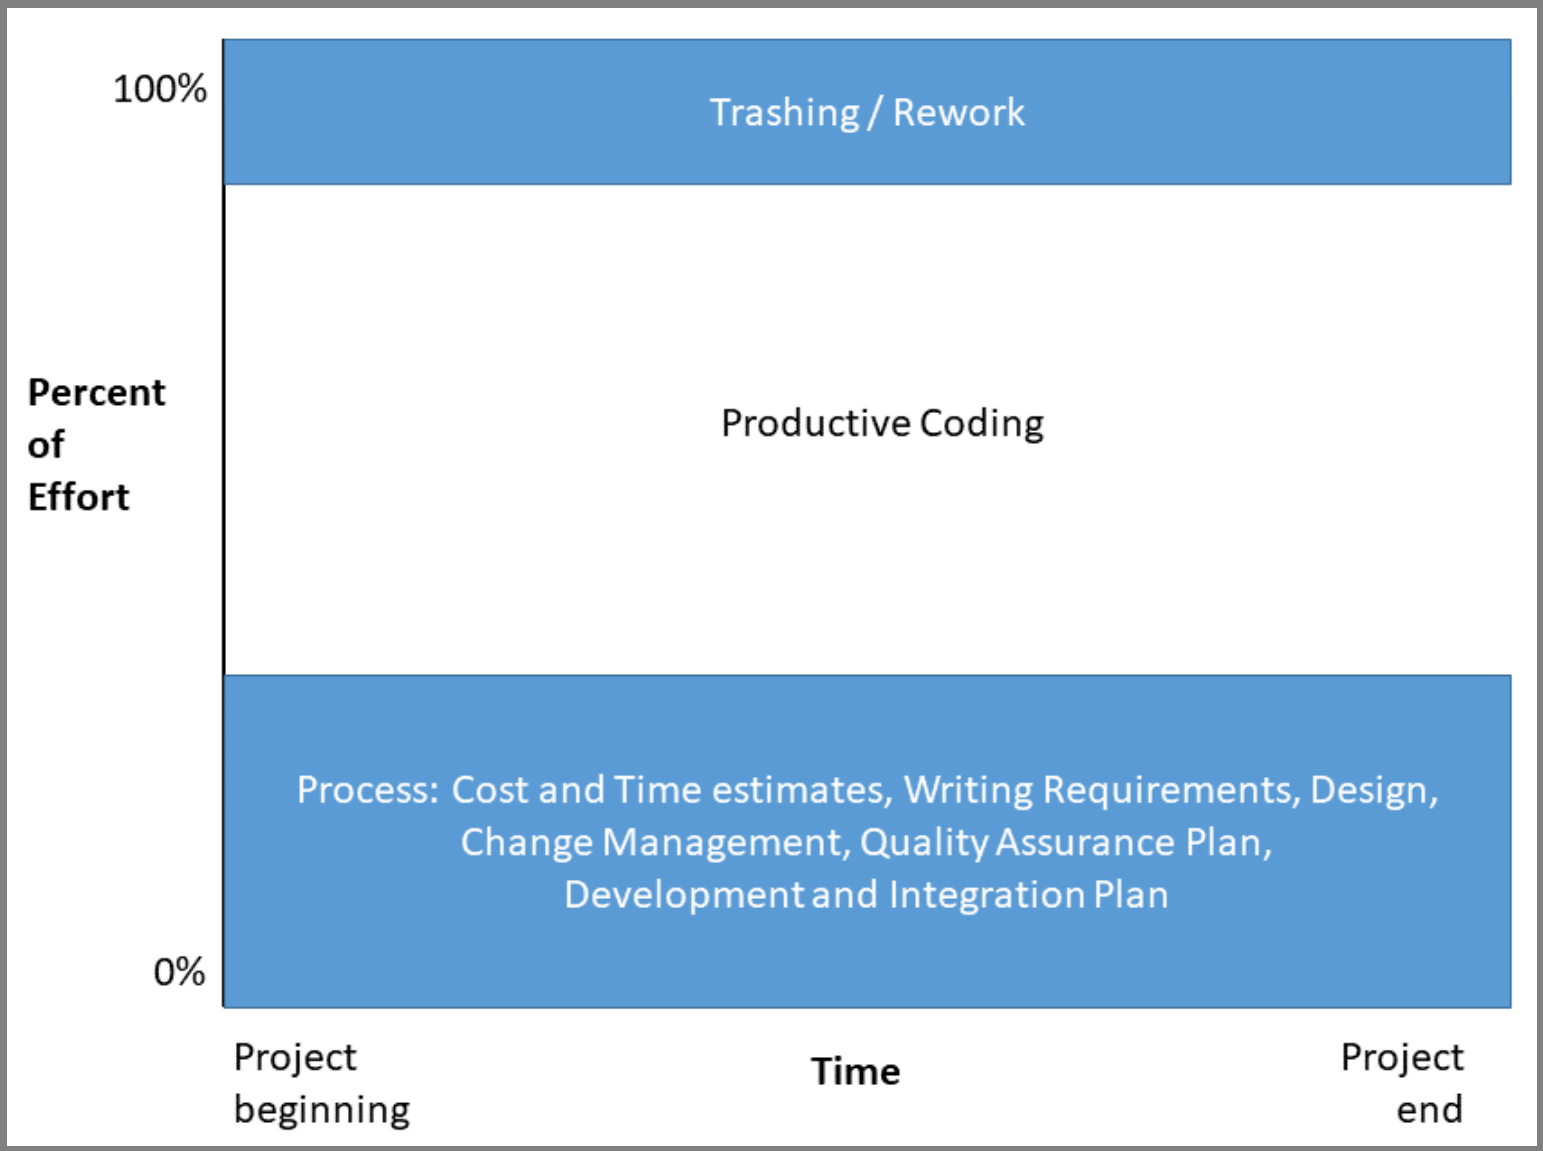 100%
Trashing / Rework
Percent
of
Effort
Productive Coding
Process: Cost and Time estimates, Writing Requirements, Design,
Change Management, Quality Assurance Plan,
Development and Integration Plan
0%
Project
beginning
Time
Project
end